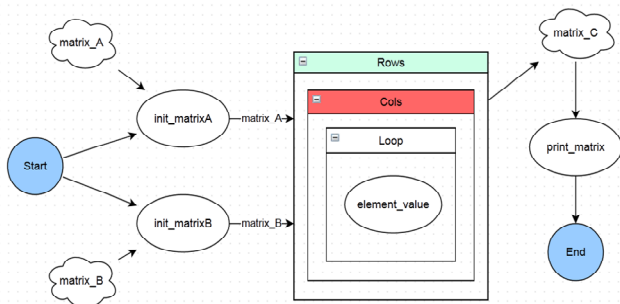 matrix_A
matrix_C
Rows
Cols
init_matrixA
matrix_A
Loop
print_matrix
Start
element_value
init_matrixB
matrix_B
End
matrix_B